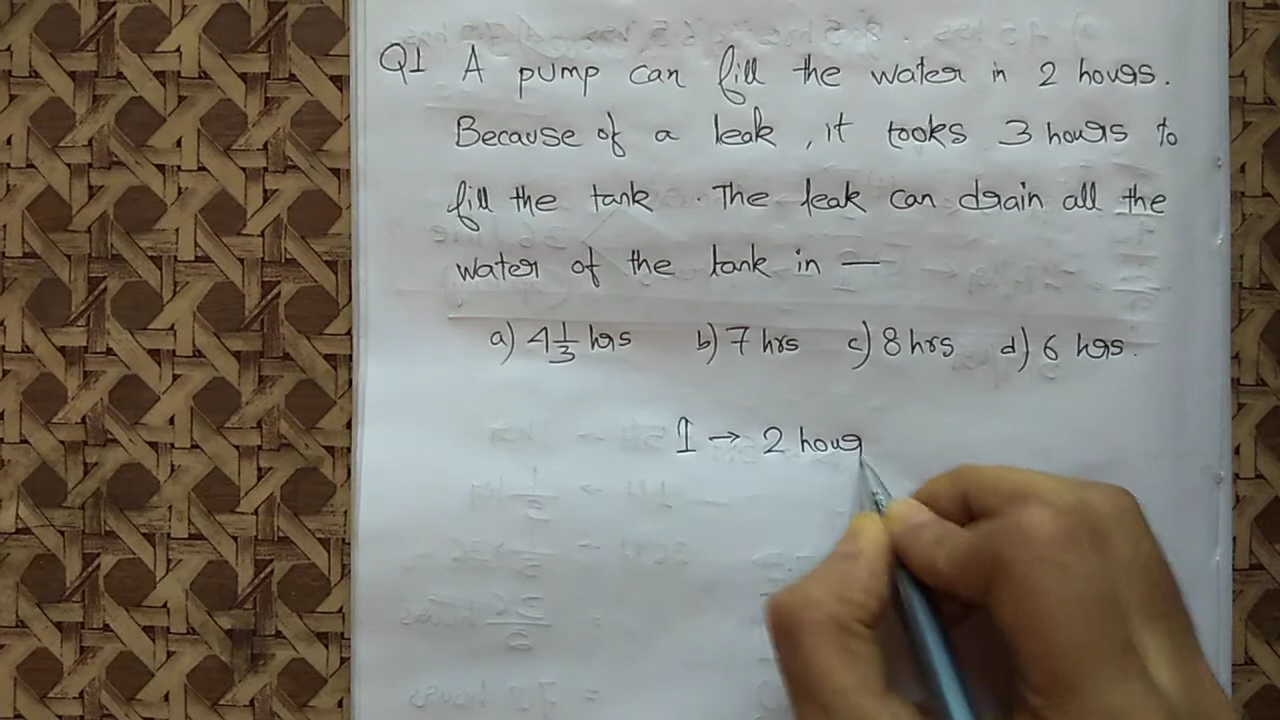 Q1 A pump can fill the water in 2 hours.
Because of a leak, it tooks 3 hours to
fill the tank. The leak can drain all the
water of the tank in —
a) 4 1/3 hrs b) 7 hrs c) 8 hrs d) 6 hrs.
1 → 2 hour